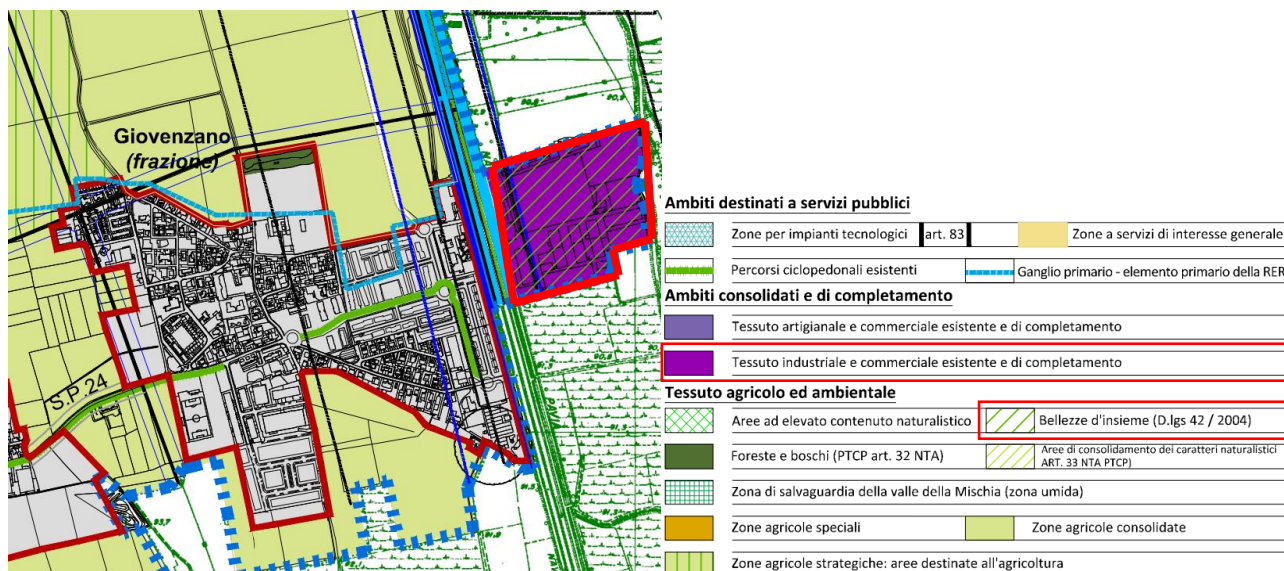 Giovenzano
(frazione)
S.P.24
Ambiti destinati a servizi pubblici
Zone per impianti tecnologici art. 83 Zone a servizi di interesse generale
Percorsi ciclopedonali esistenti Ganglio primario - elemento primario della RER
Ambiti consolidati e di completamento
Tessuto artigianale e commerciale esistente e di completamento
Tessuto industriale e commerciale esistente e di completamento
Tessuto agricolo ed ambientale
Aree ad elevato contenuto naturalistico Bellezze d'insieme (D.lgs 42 / 2004)
Foreste e boschi (PTCP art. 32 NTA) Aree di consolidamento dei caratteri naturalistici
ART. 33 NTA PTCP)
Zona di salvaguardia della valle della Mischia (zona umida)
Zone agricole speciali Zone agricole consolidate
Zone agricole strategiche: aree destinate all'agricoltura